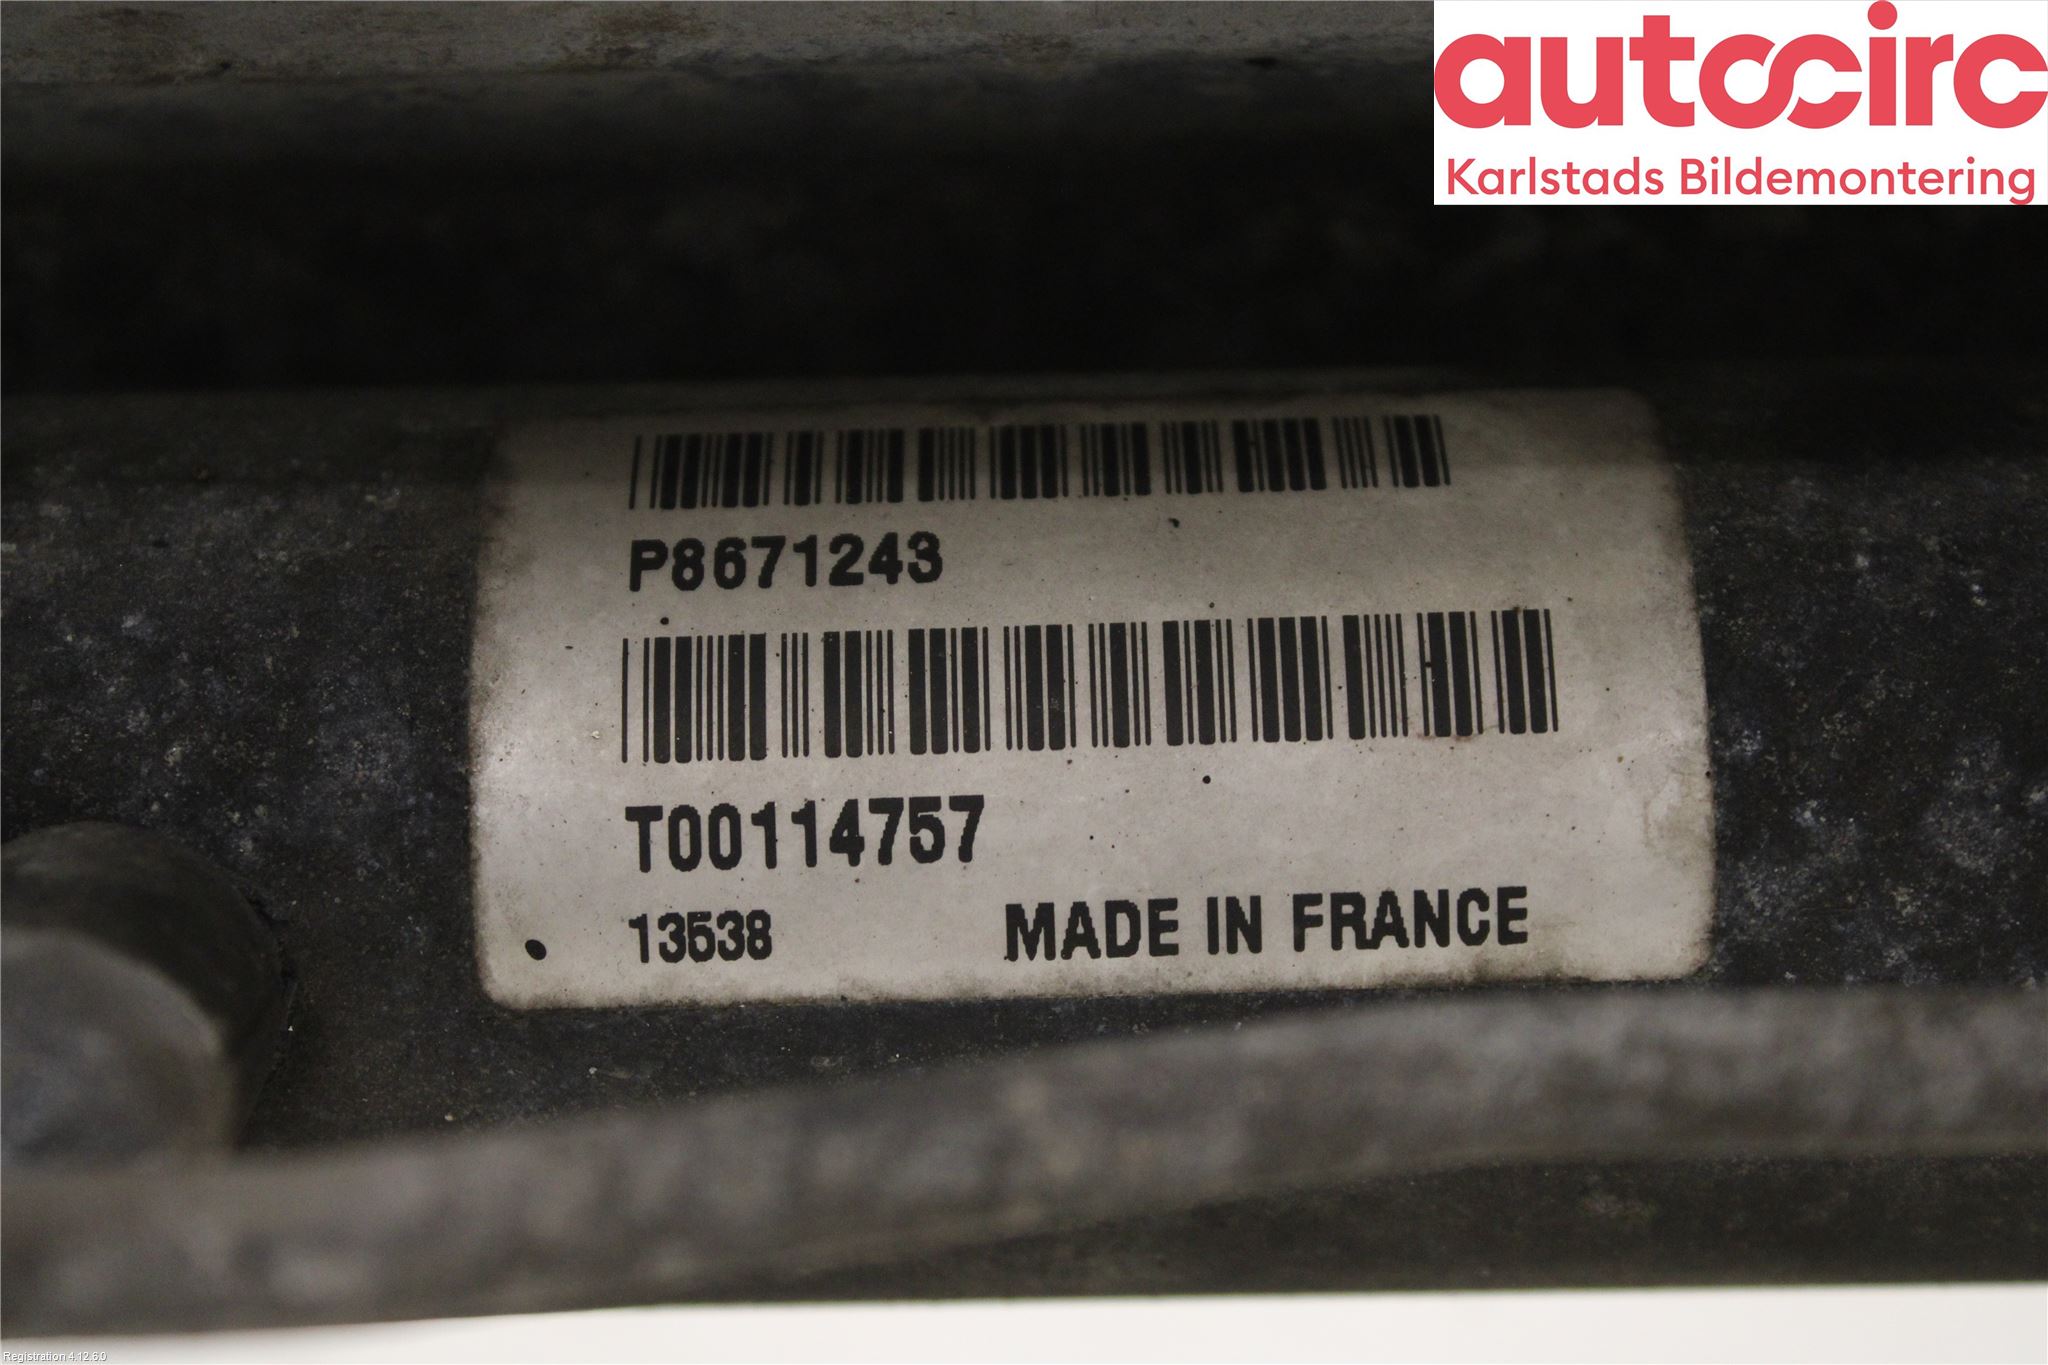 autocirc
Karlstads Bildemontering
P8671243
T00114757
13538
MADE IN FRANCE
Registration 4.12.6.0